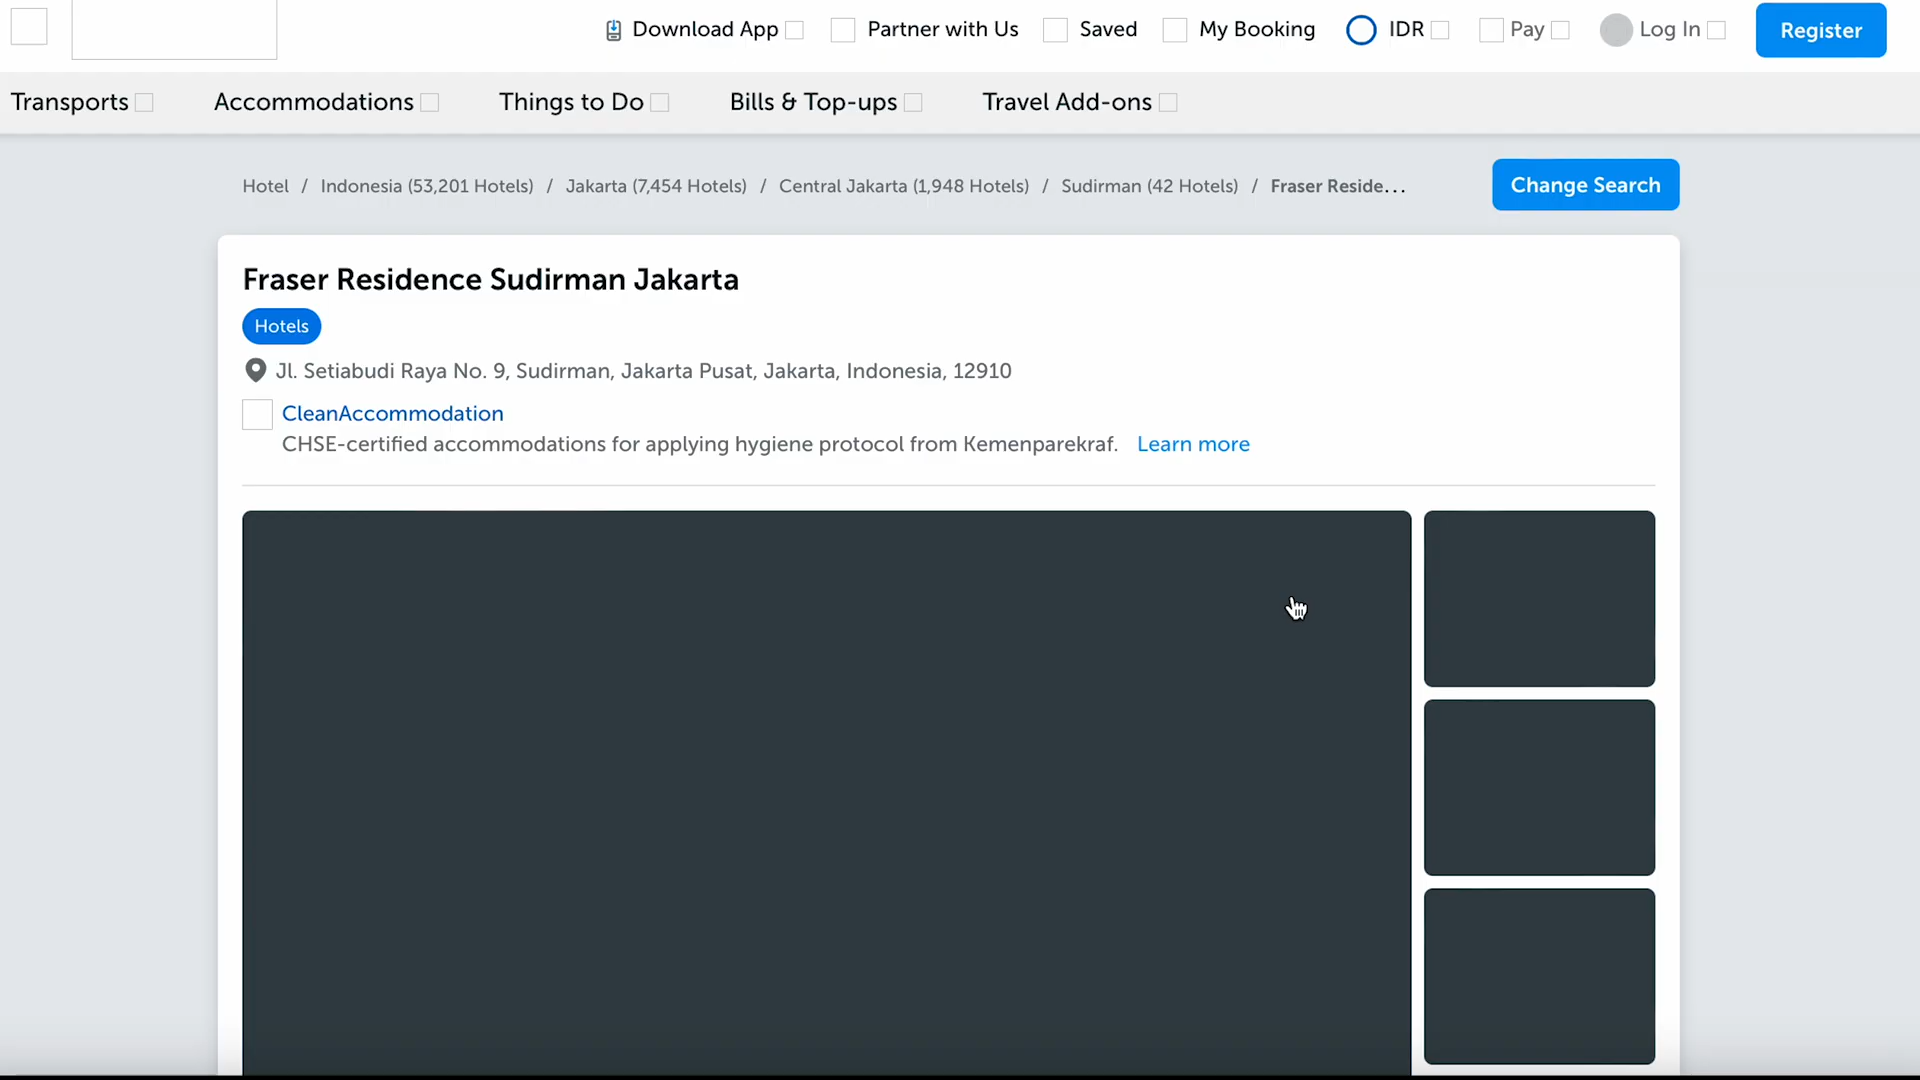 Download App Partner with Us Saved My Booking IDR Pay Log In Register
Transports Accommodations Things to Do Bills & Top-ups Travel Add-ons
Hotel / Indonesia (53,201 Hotels) / Jakarta (7,454 Hotels) / Central Jakarta (1,948 Hotels) / Sudirman (42 Hotels) / Fraser Reside...
Change Search
Fraser Residence Sudirman Jakarta
Hotels
Jl. Setiabudi Raya No. 9, Sudirman, Jakarta Pusat, Jakarta, Indonesia, 12910
CleanAccommodation
CHSE-certified accommodations for applying hygiene protocol from Kemenparekraf. Learn more